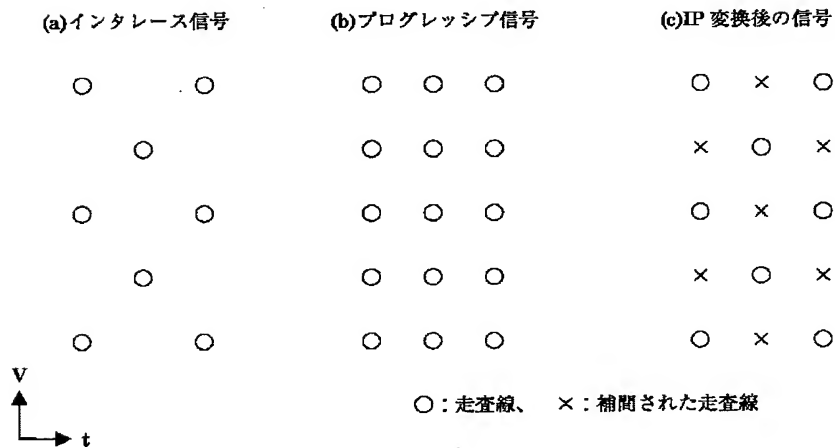 (a)インタレース信号
(b)プログレッシブ信号
(c)IP 変換後の信号
V
t
○：走査線、 ×：補間された走査線